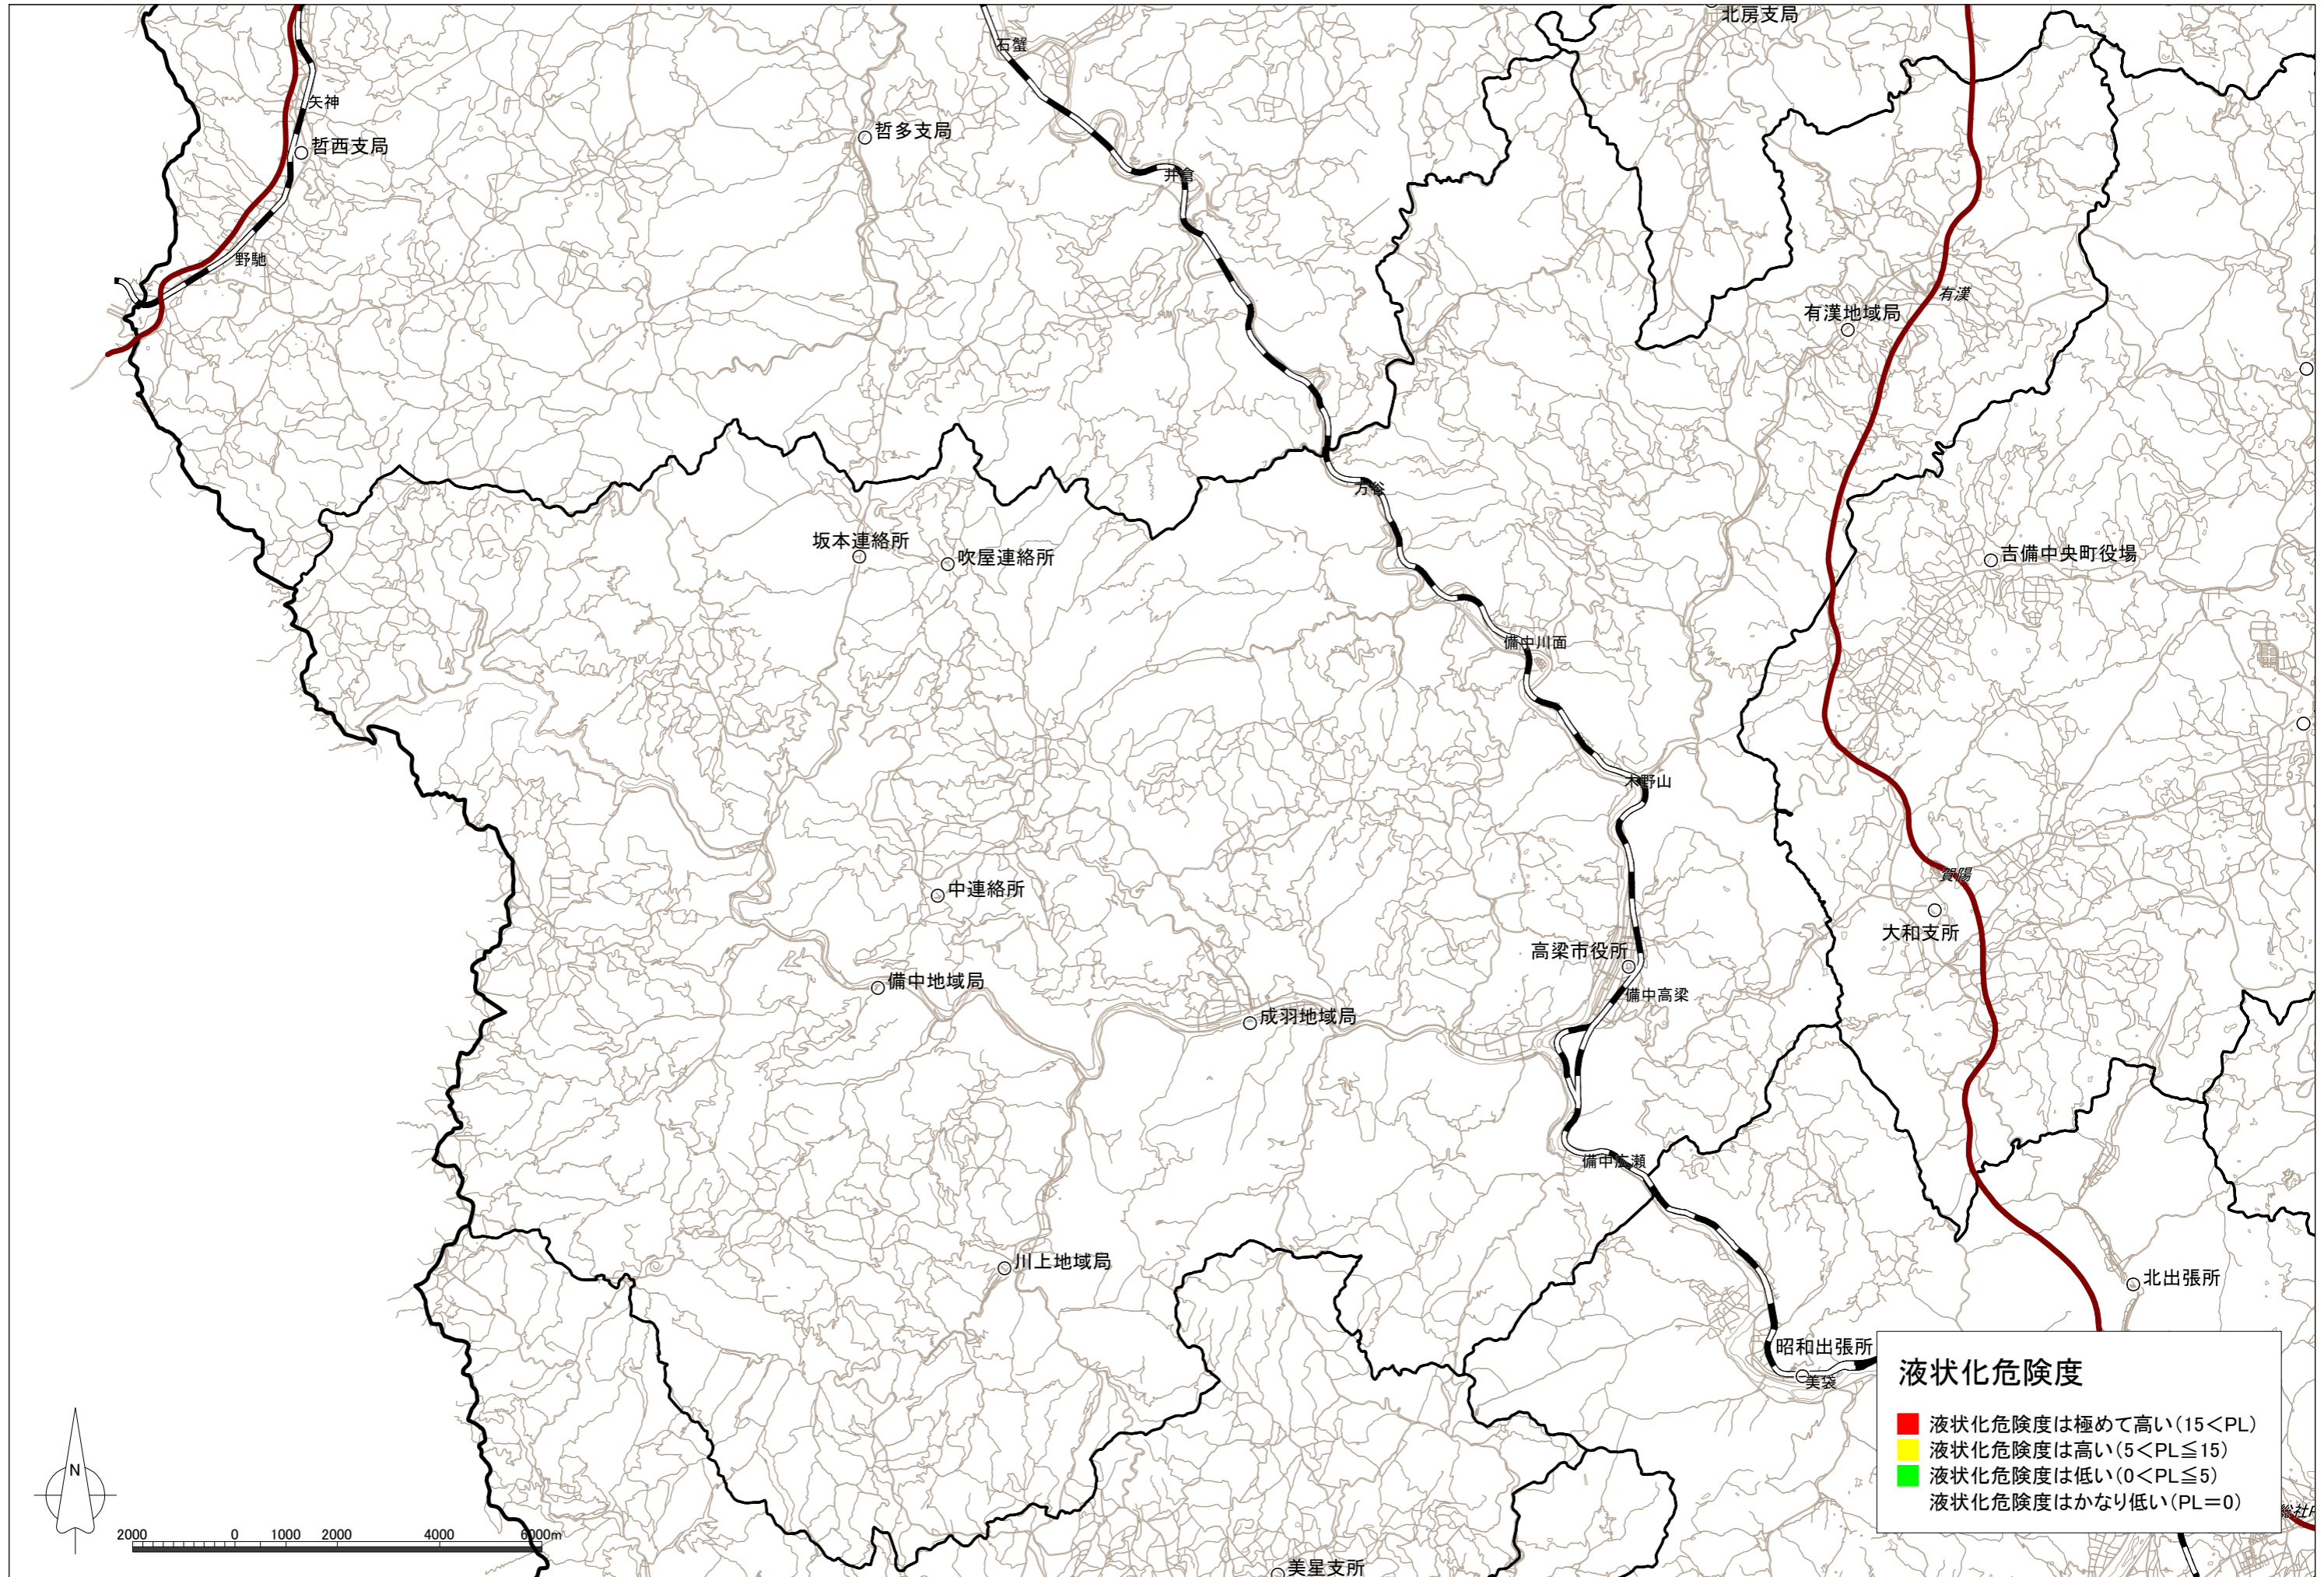 北房支局
石蟹
矢神
哲多支局
哲西支局
井倉
野馳
有漢
有漢地域局
方谷
坂本連絡所
吹屋連絡所
吉備中央町役場
備中川面
木野山
賀陽
中連絡所
大和支所
高梁市役所
備中地域局
備中高梁
成羽地域局
備中広瀬
川上地域局
北出張所
昭和出張所
美袋
液状化危険度
液状化危険度は極めて高い(15<PL)
液状化危険度は高い(5<PL≦15)
液状化危険度は低い(0<PL≦5)
液状化危険度はかなり低い(PL=0)
N
総社
2000 0 1000 2000 4000 6000m
美星支所